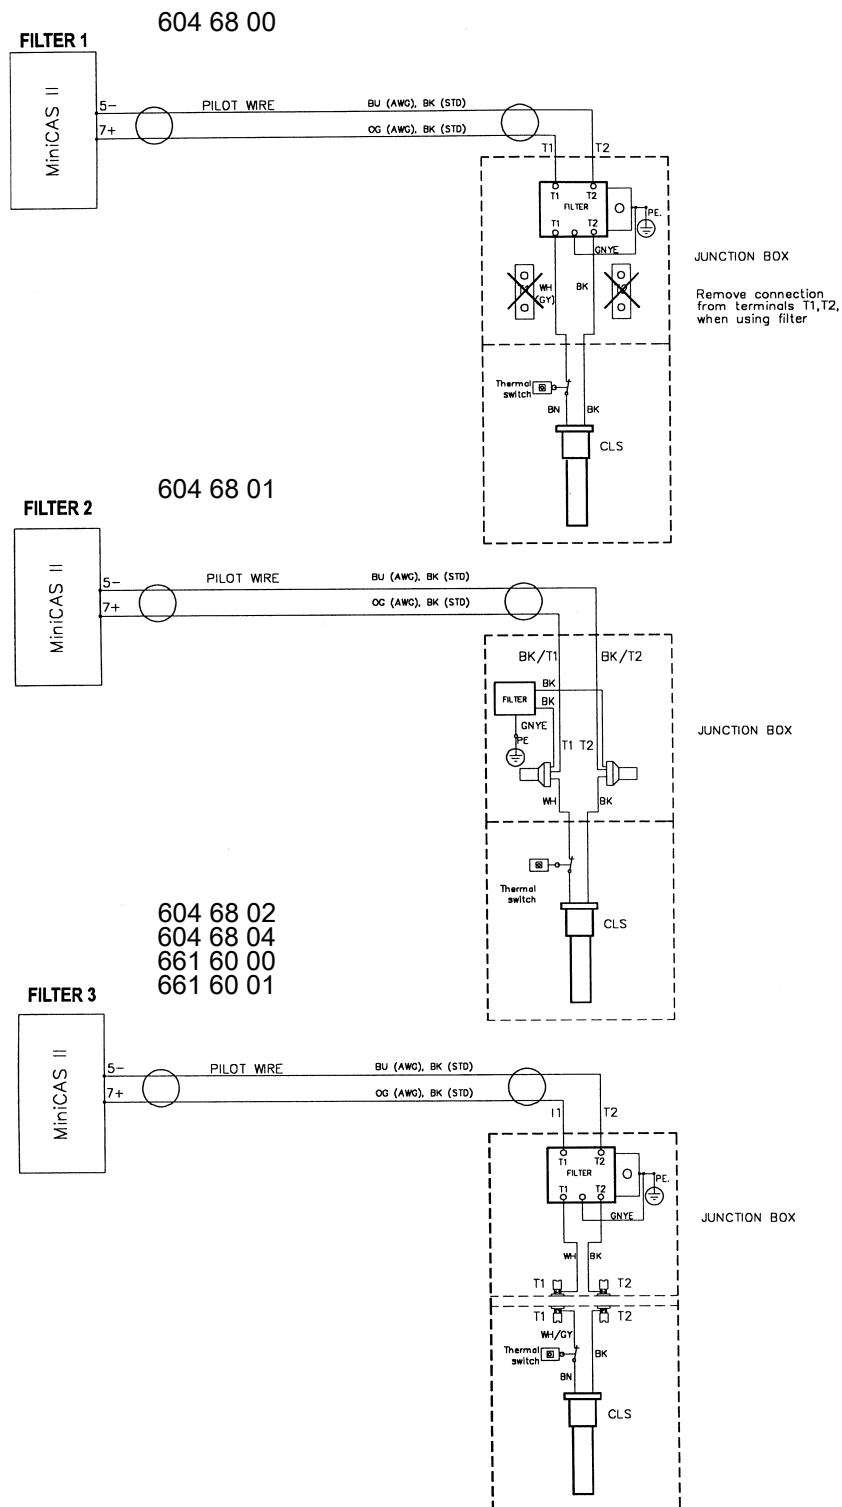 604 68 00
FILTER 1
MiniCAS II
5-
7+
PILOT WIRE
BU (AWG), BK (STD)
OG (AWG), BK (STD)
T1
T2
T1
T2
FILTER
T1
T2
PE.
GNYE
JUNCTION BOX
WH
(GY)
BK
Remove connection
from terminals T1,T2,
when using filter
Thermal
switch
BN
BK
CLS
604 68 01
FILTER 2
MiniCAS II
5-
7+
PILOT WIRE
BU (AWG), BK (STD)
OG (AWG), BK (STD)
BK/T1
BK/T2
BK
FILTER
BK
GNYE
PE
T1 T2
JUNCTION BOX
WH
BK
Thermal
switch
CLS
604 68 02
604 68 04
661 60 00
661 60 01
FILTER 3
MiniCAS II
5-
7+
PILOT WIRE
BU (AWG), BK (STD)
OG (AWG), BK (STD)
T2
T1
T2
FILTER
T1
T2
PE.
GNYE
JUNCTION BOX
WH
BK
T1
T2
T1
T2
WH/GY
Thermal
switch
BK
BN
CLS